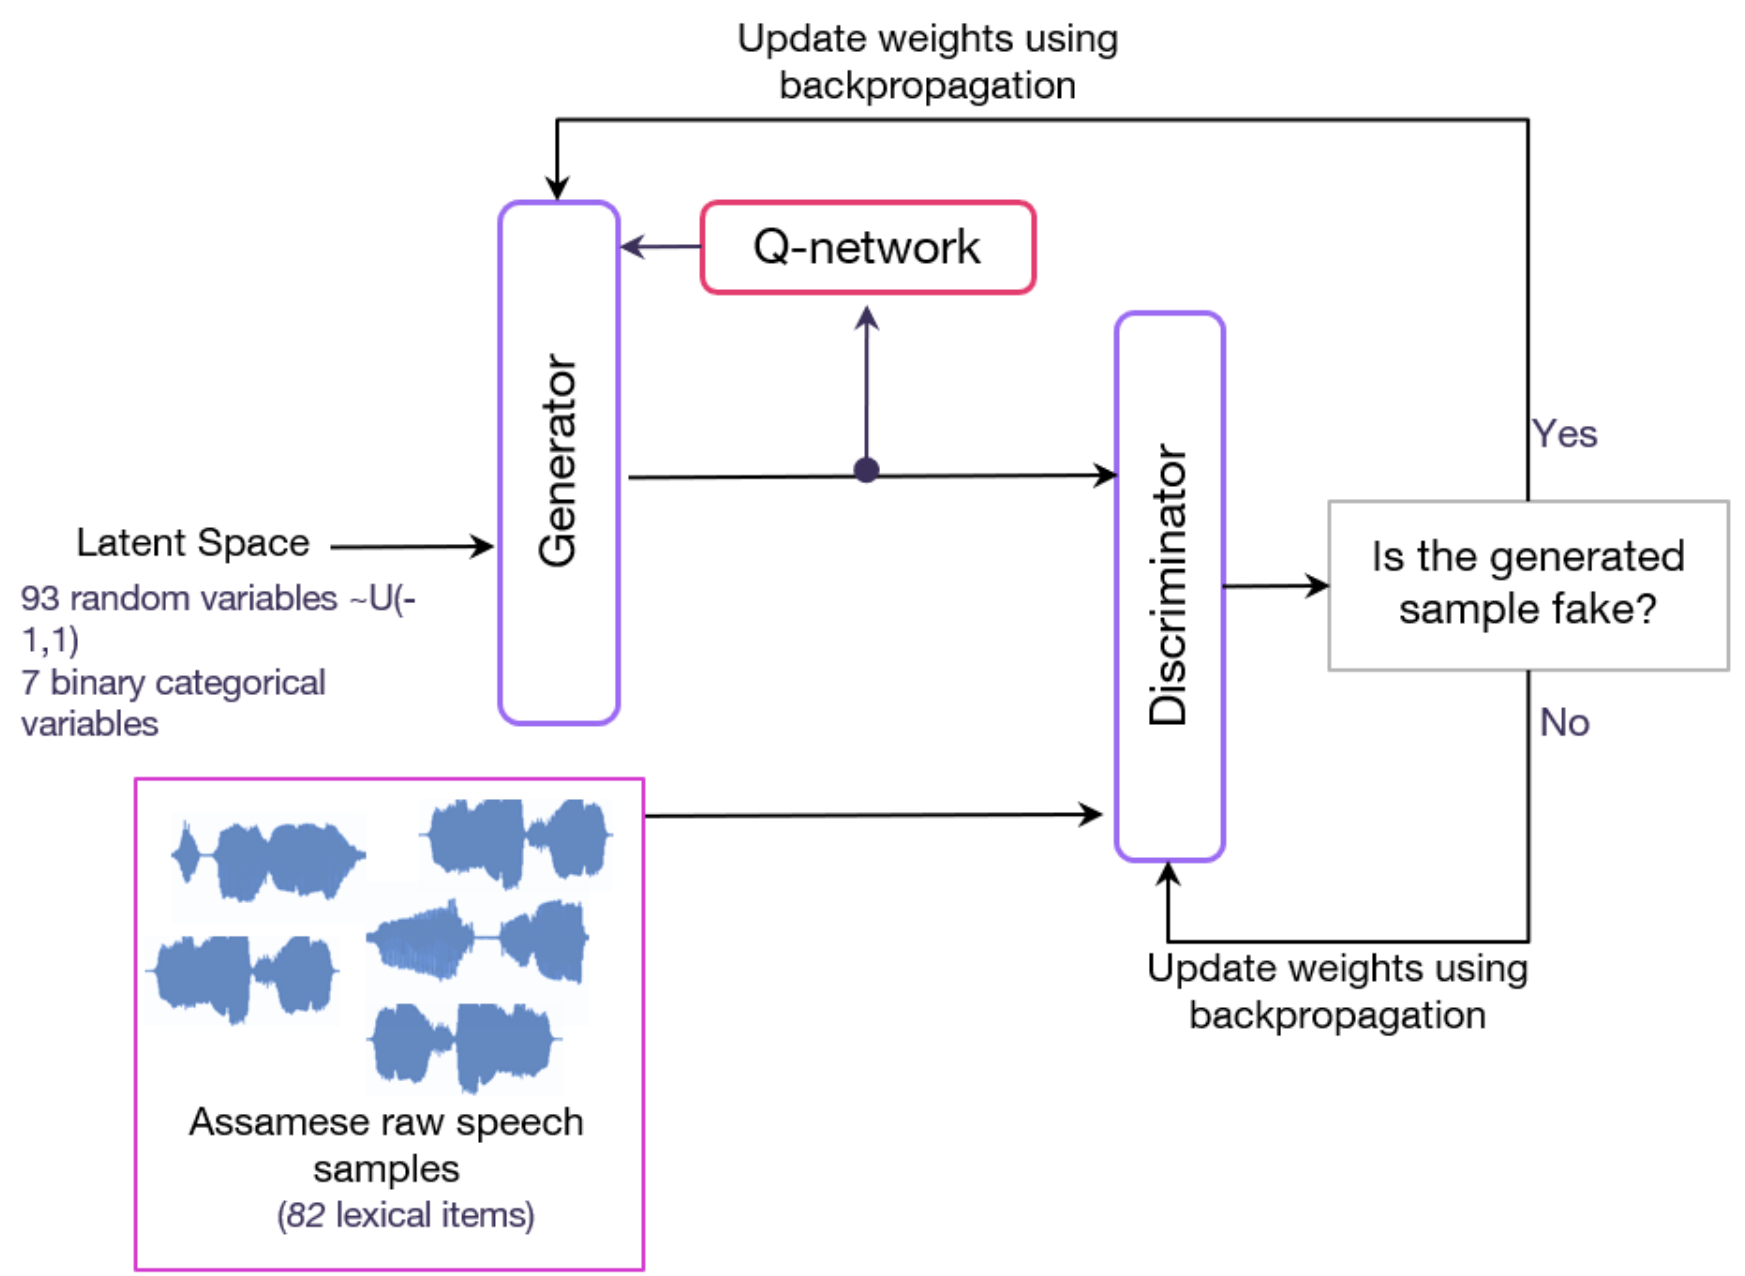 Update weights using
backpropagation
Q-network
Generator
Discriminator
Yes
Latent Space
93 random variables ~U(-
1,1)
7 binary categorical
variables
Is the generated
sample fake?
No
Update weights using
backpropagation
Assamese raw speech
samples
(82 lexical items)